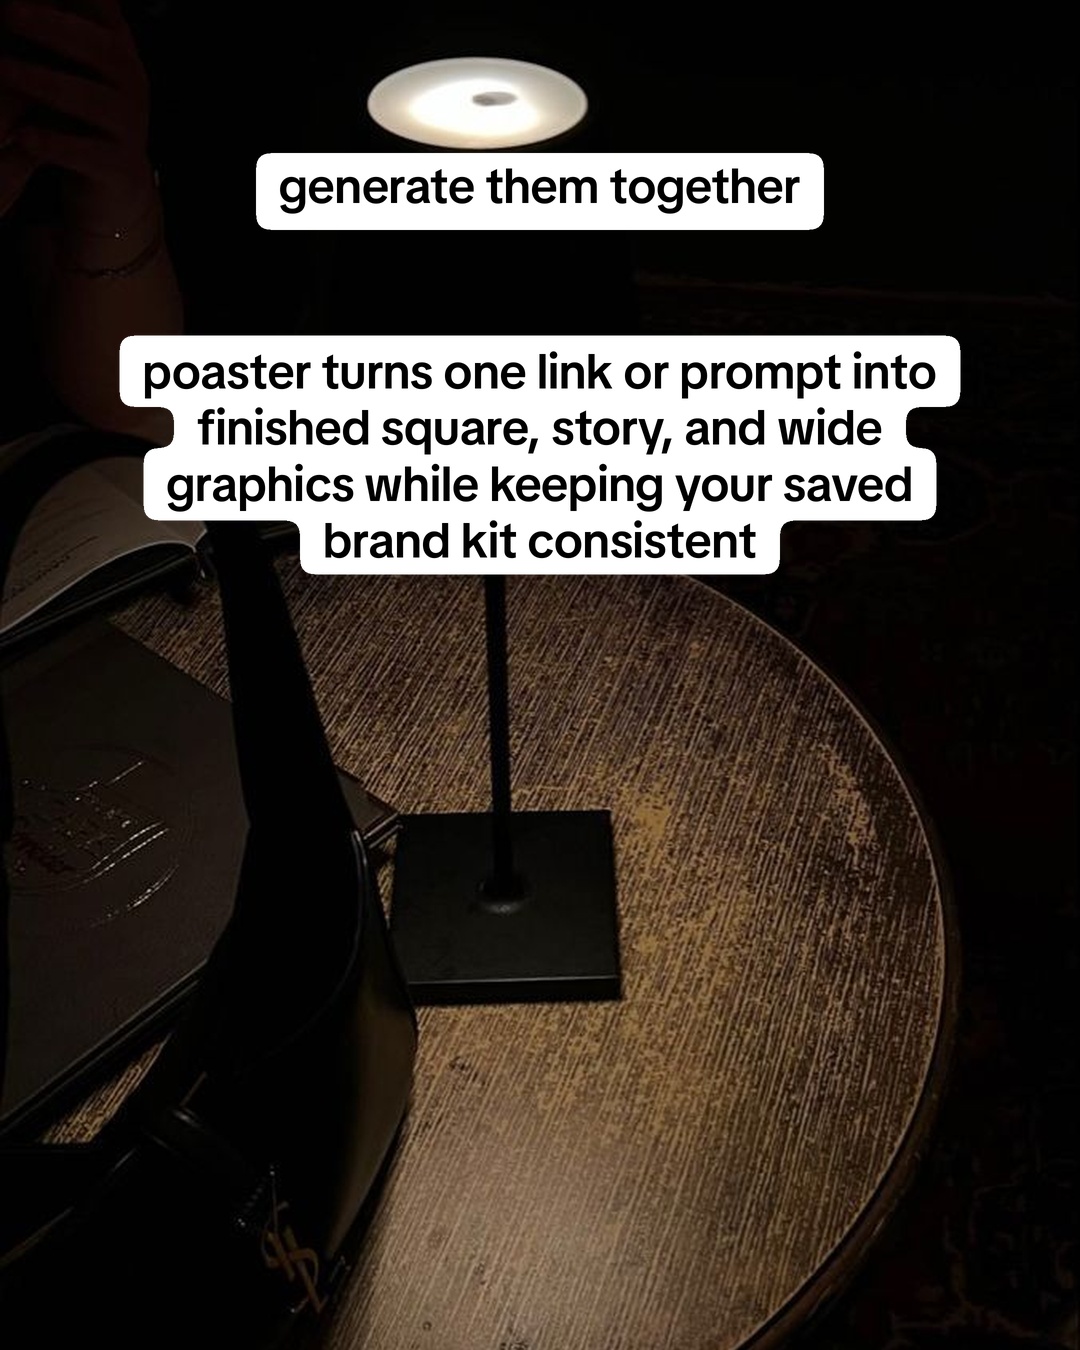 generate them together
poaster turns one link or prompt into
finished square, story, and wide
graphics while keeping your saved
brand kit consistent